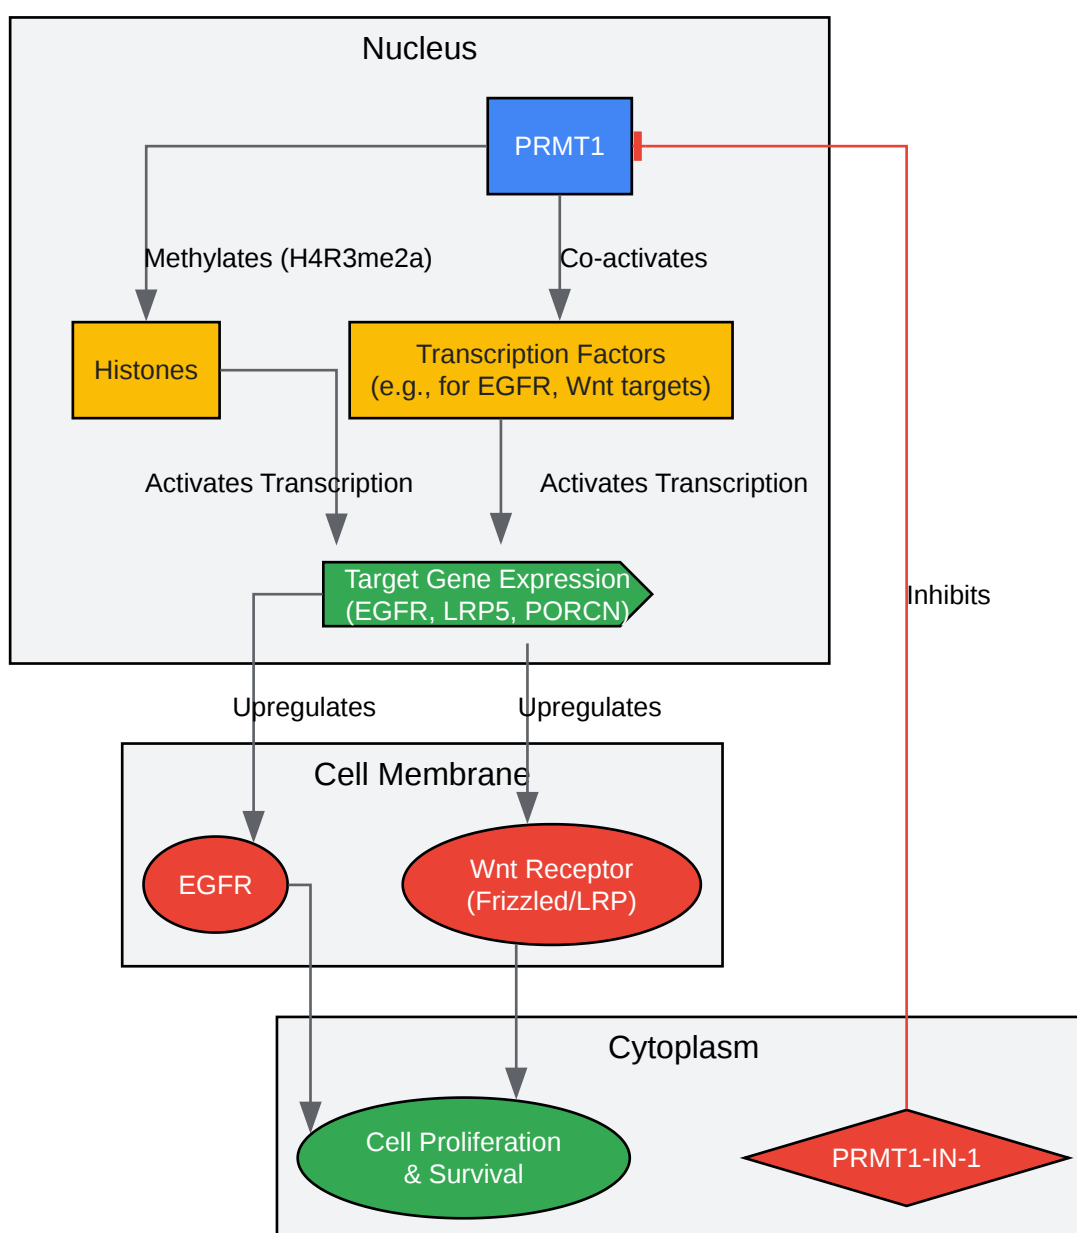 Nucleus
PRMT1
Methylates (H4R3me2a)
Co-activates
Histones
Transcription Factors
(e.g., for EGFR, Wnt targets)
Activates Transcription
Activates Transcription
Target Gene Expression
(EGFR, LRP5, PORCN)
Inhibits
Upregulates
Upregulates
Cell Membrane
EGFR
Wnt Receptor
(Frizzled/LRP)
Cytoplasm
Cell Proliferation
& Survival
PRMT1-IN-1